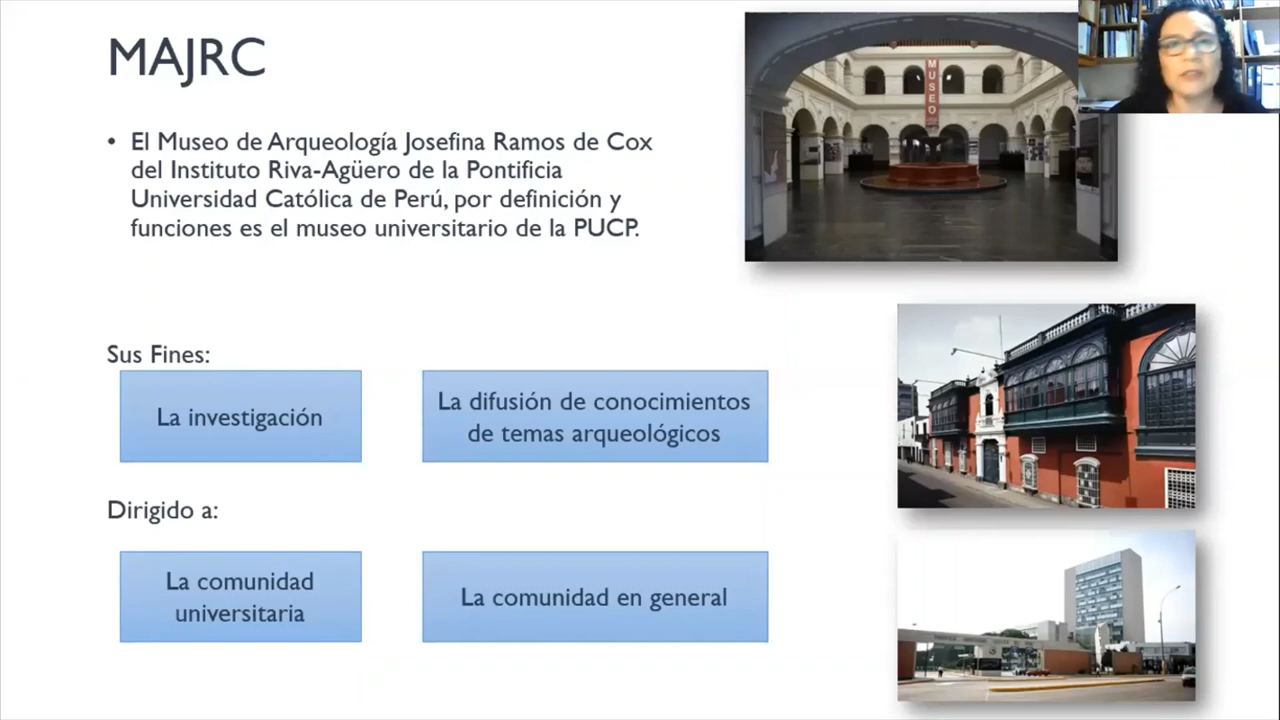 MAJRC
• El Museo de Arqueología Josefina Ramos de Cox
del Instituto Riva-Agüero de la Pontificia
Universidad Católica de Perú, por definición y
funciones es el museo universitario de la PUCP.
MUSEO
Sus Fines:
La investigación
La difusión de conocimientos
de temas arqueológicos
Dirigido a:
La comunidad
universitaria
La comunidad en general